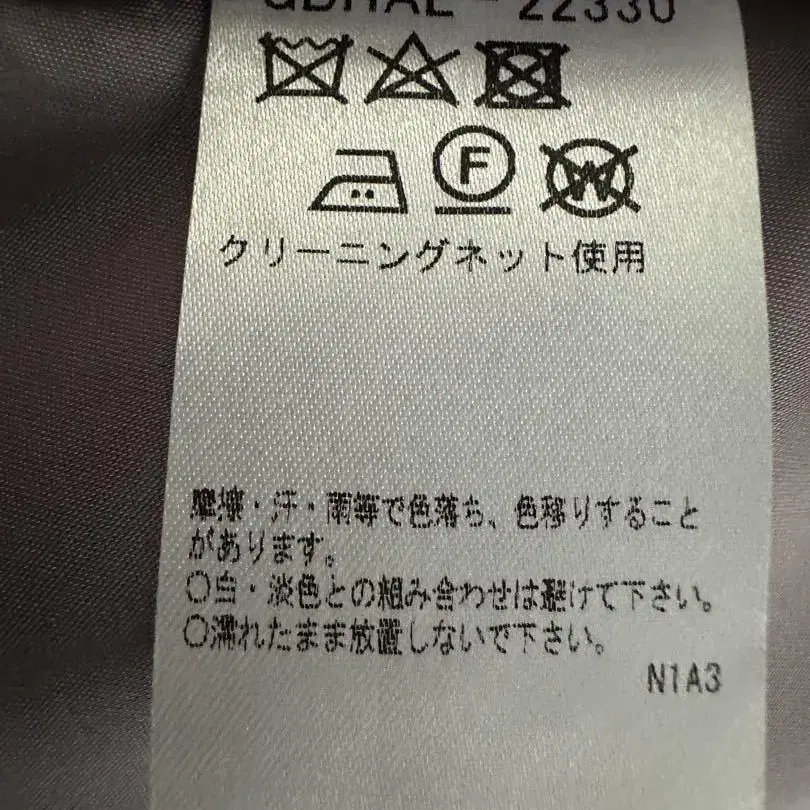 22330
F
W
クリーニングネット使用
摩擦・汗・雨等で色落ち、色移りすること
があります。
○白・淡色との組み合わせは避けて下さい。
○濡れたまま放置しないで下さい。
N1A3